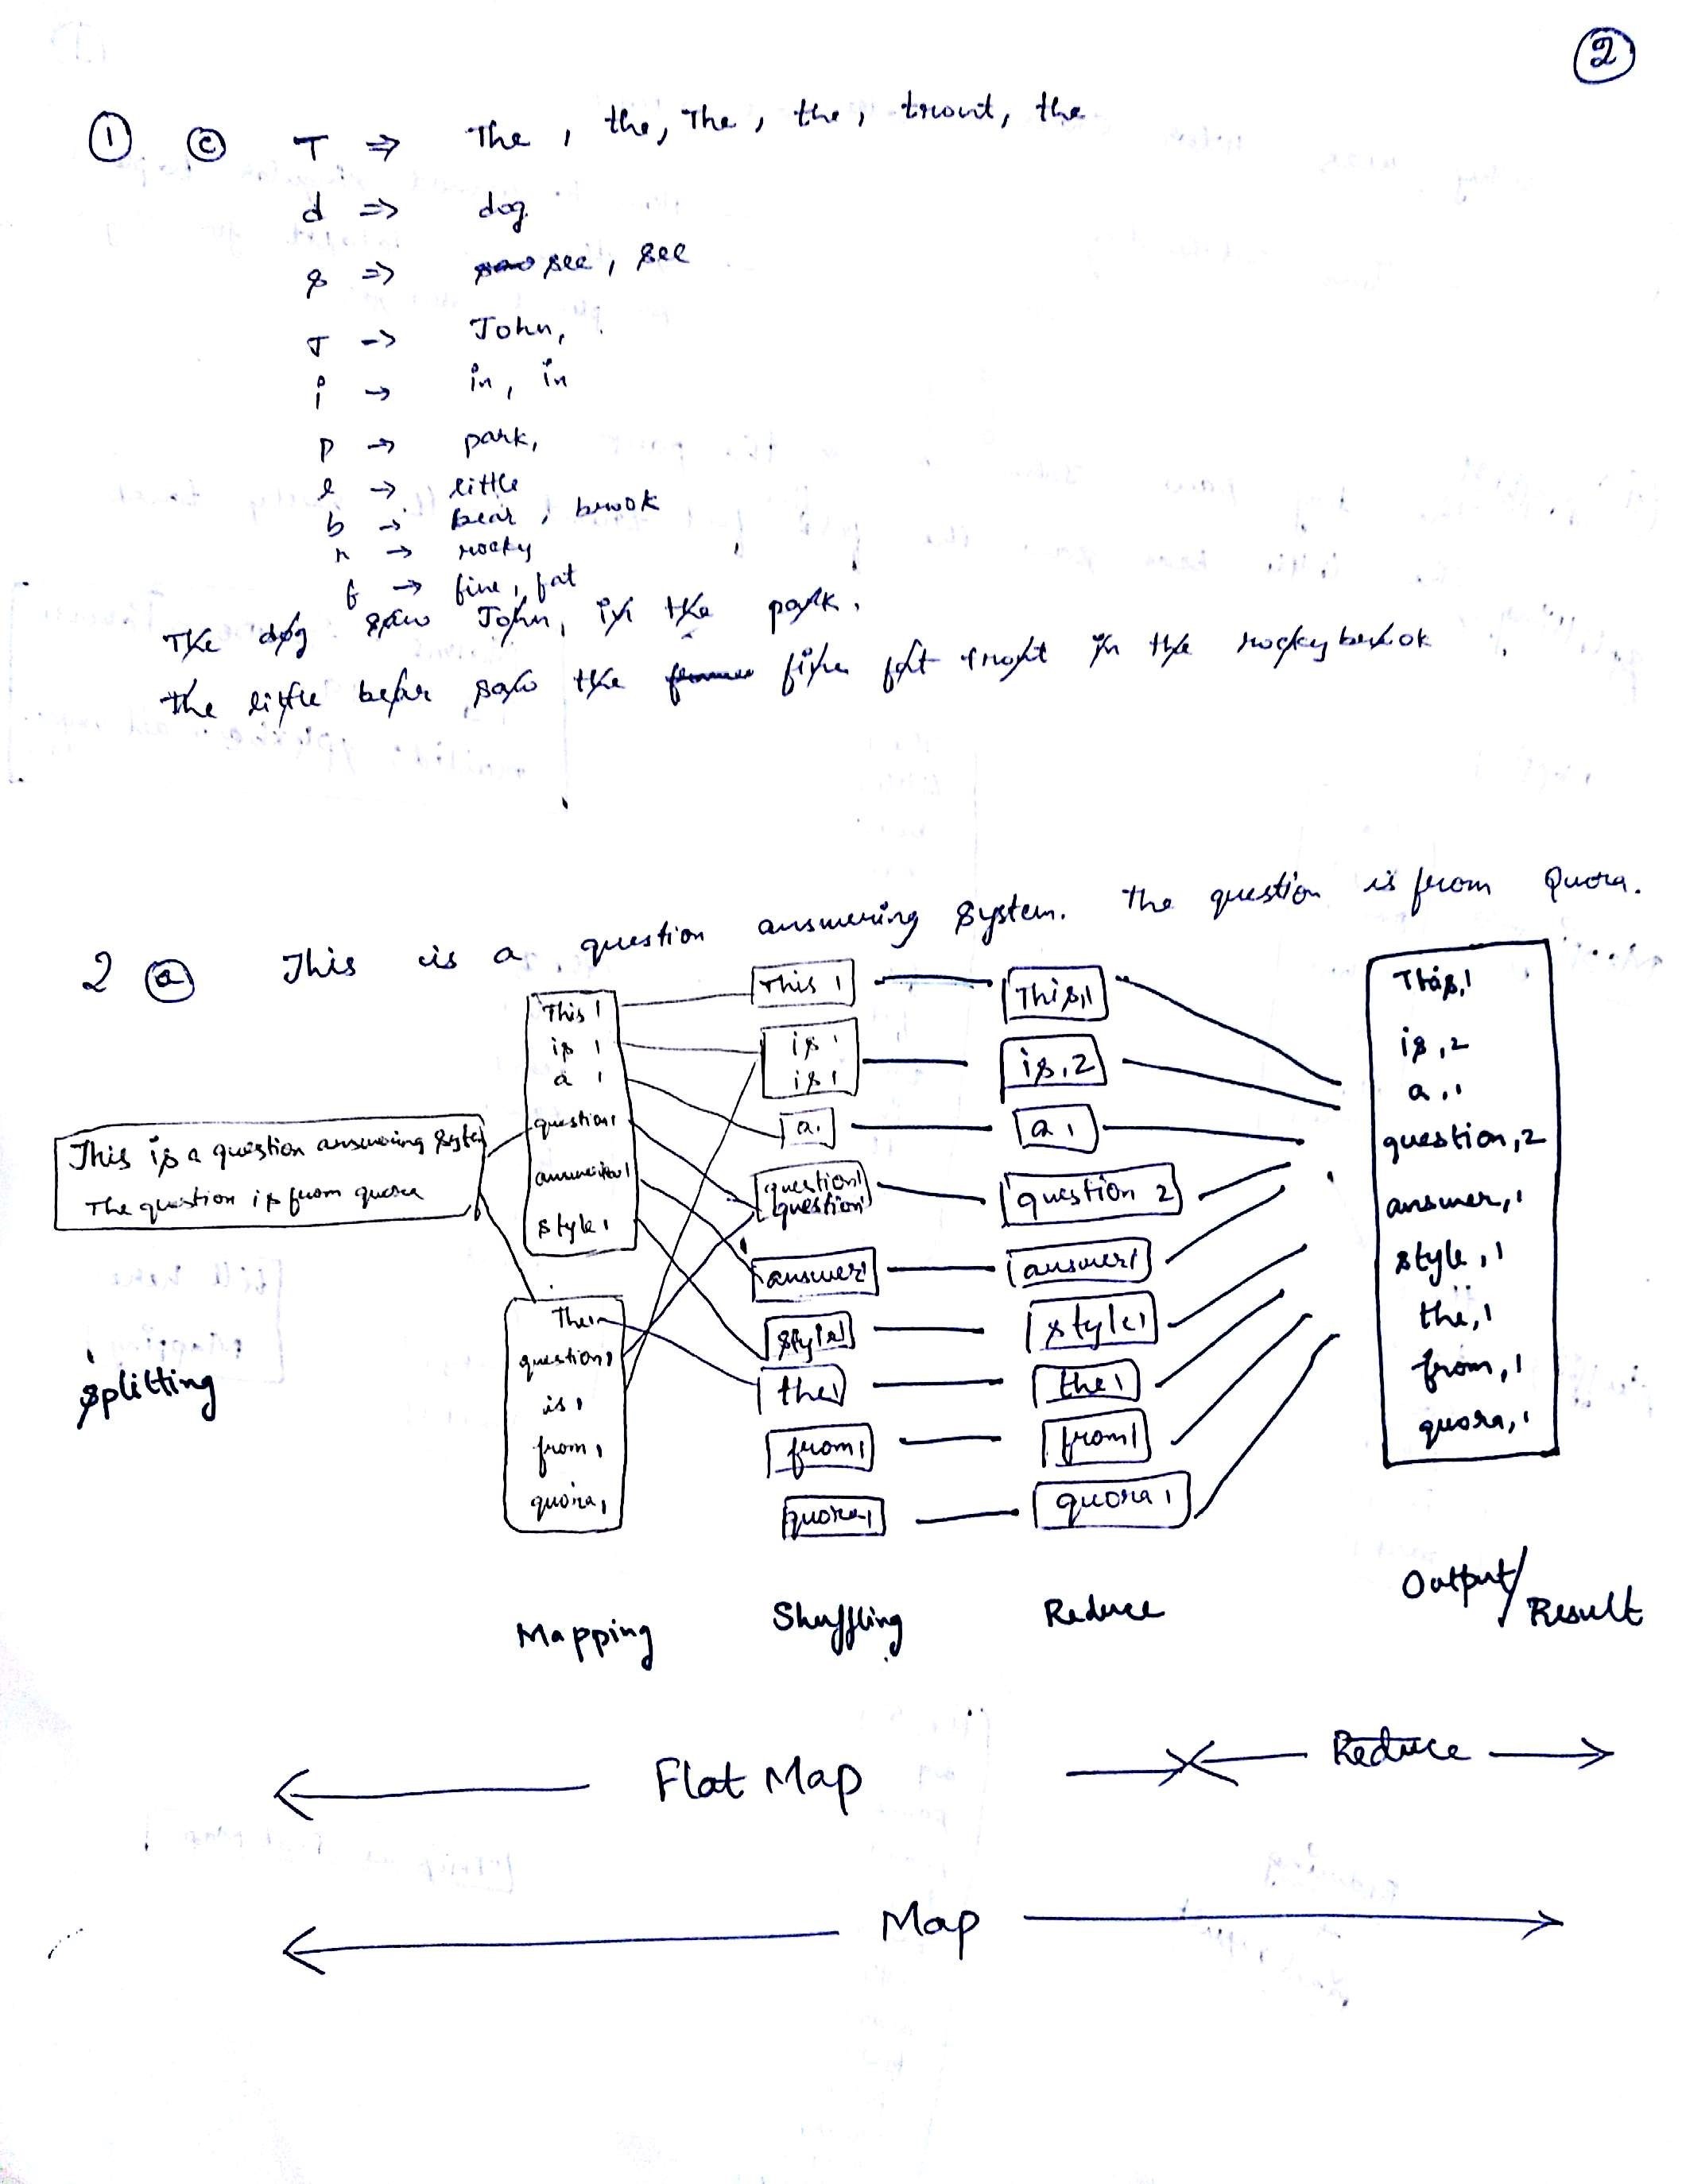 2
1 c T ⇒ The, the, The, the, trout, the
d ⇒ dog
s ⇒ see, see
J → John,
i → in, in
p → park,
l → little
b → bear, brook
r → rocky
f → fine, fat
The dog saw John, in the park.
the little bear saw the fine fat trout in the rocky brook.
2 a This is a question answering system. The question is from Quora.
This is a question answering system
The question is from quora
splitting
This 1
is 1
a 1
question 1
style 1
The 1
question 1
is 1
from 1
quora 1
Mapping
This 1
is 1
is 1
a 1
question 1
question 1
answer 1
style 1
the 1
from 1
quora 1
Shuffling
This, 1
is, 2
a 1
question 2
answer 1
style 1
the 1
from 1
quora 1
Reduce
This, 1
is, 2
a, 1
question, 2
answer, 1
style, 1
the, 1
from, 1
quora, 1
Output/Result
Flat Map Reduce
Map